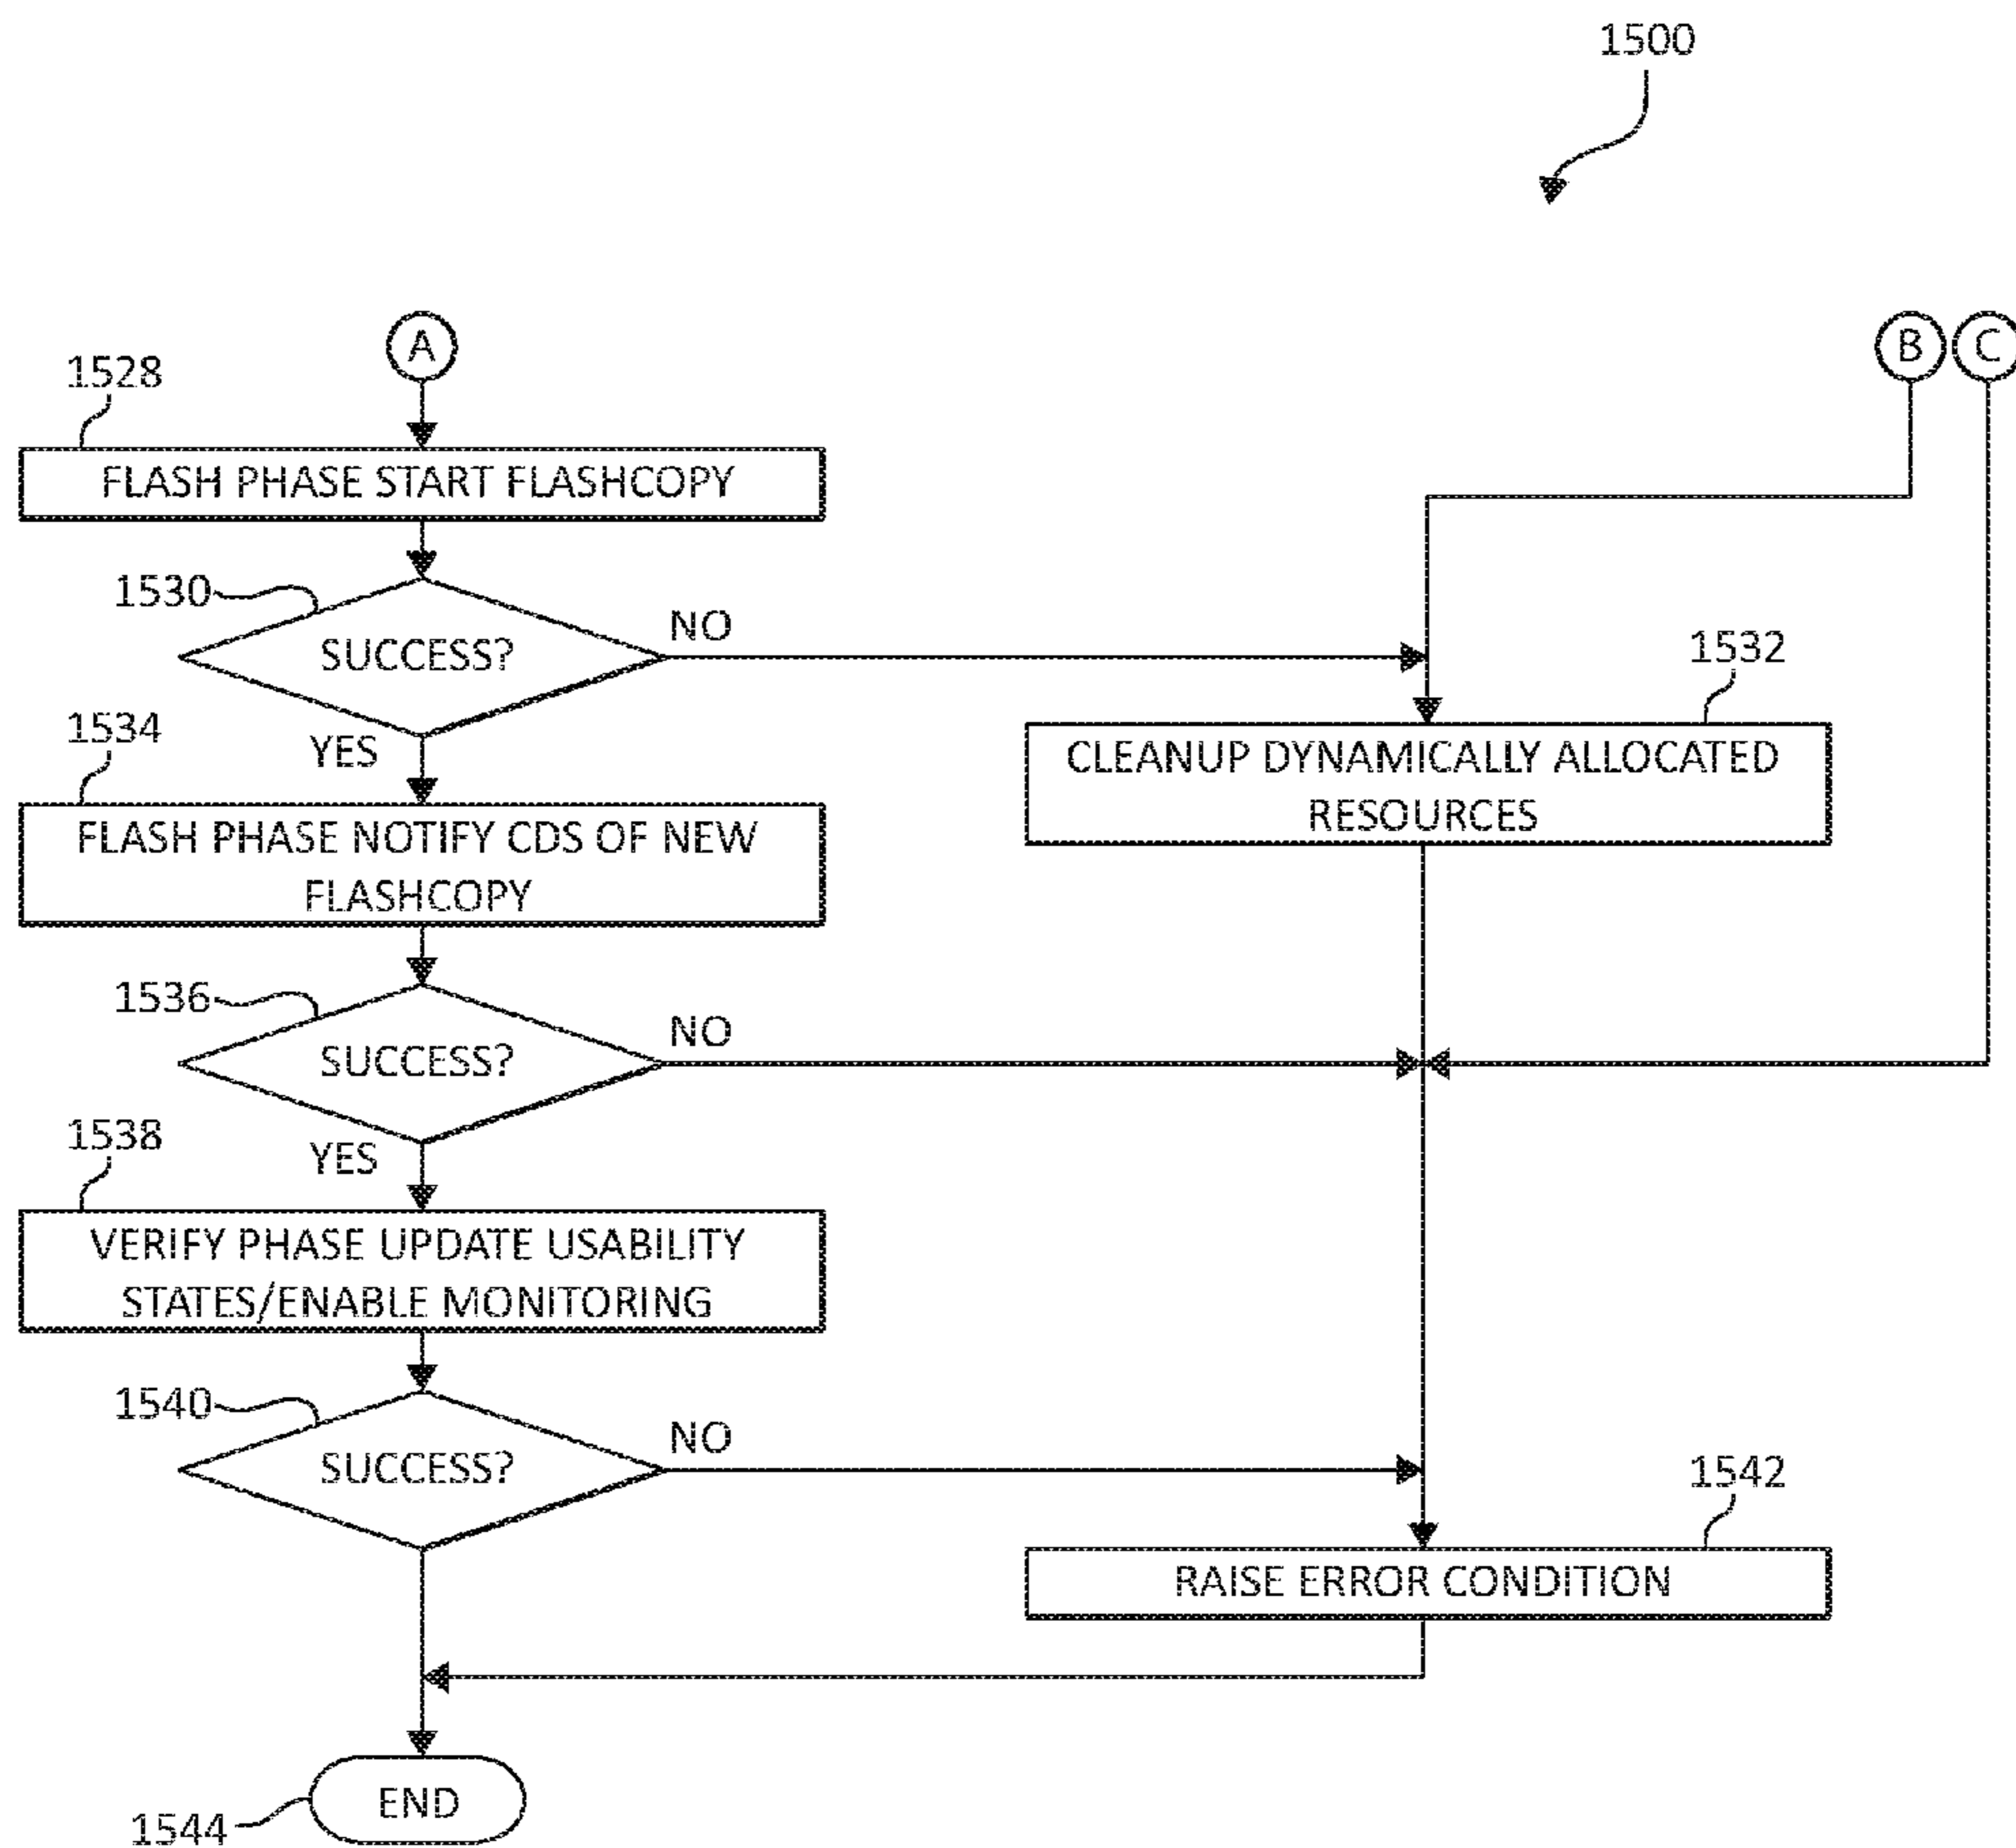 1500
A
B
C
1528
FLASH PHASE START FLASHCOPY
1530
SUCCESS?
NO
YES
1532
CLEANUP DYNAMICALLY ALLOCATED
RESOURCES
1534
FLASH PHASE NOTIFY CDS OF NEW
FLASHCOPY
1536
SUCCESS?
NO
YES
1538
VERIFY PHASE UPDATE USABILITY
STATES/ENABLE MONITORING
1540
SUCCESS?
NO
1542
RAISE ERROR CONDITION
END
1544